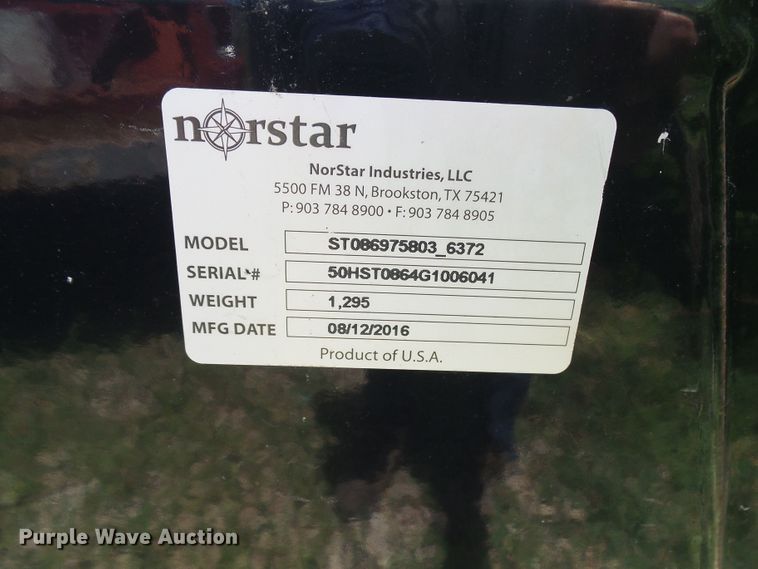 norstar
NorStar Industries, LLC
5500 FM 38 N, Brookston, TX 75421
P: 903 784 8900 • F: 903 784 8905
MODEL ST086975803_6372
SERIAL # 50HST0864G1006041
WEIGHT 1,295
MFG DATE 08/12/2016
Product of U.S.A.
Purple Wave Auction